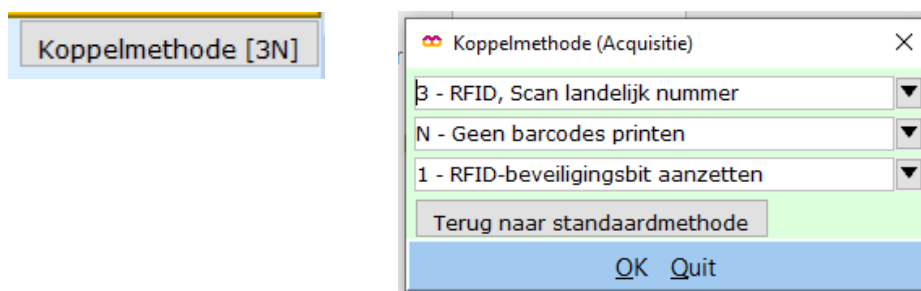 Koppelmethode [3N]
Koppelmethode (Acquisitie)
3 - RFID, Scan landelijk nummer
N - Geen barcodes printen
1 - RFID-beveiligingsbit aanzetten
Terug naar standaardmethode
OK Quit